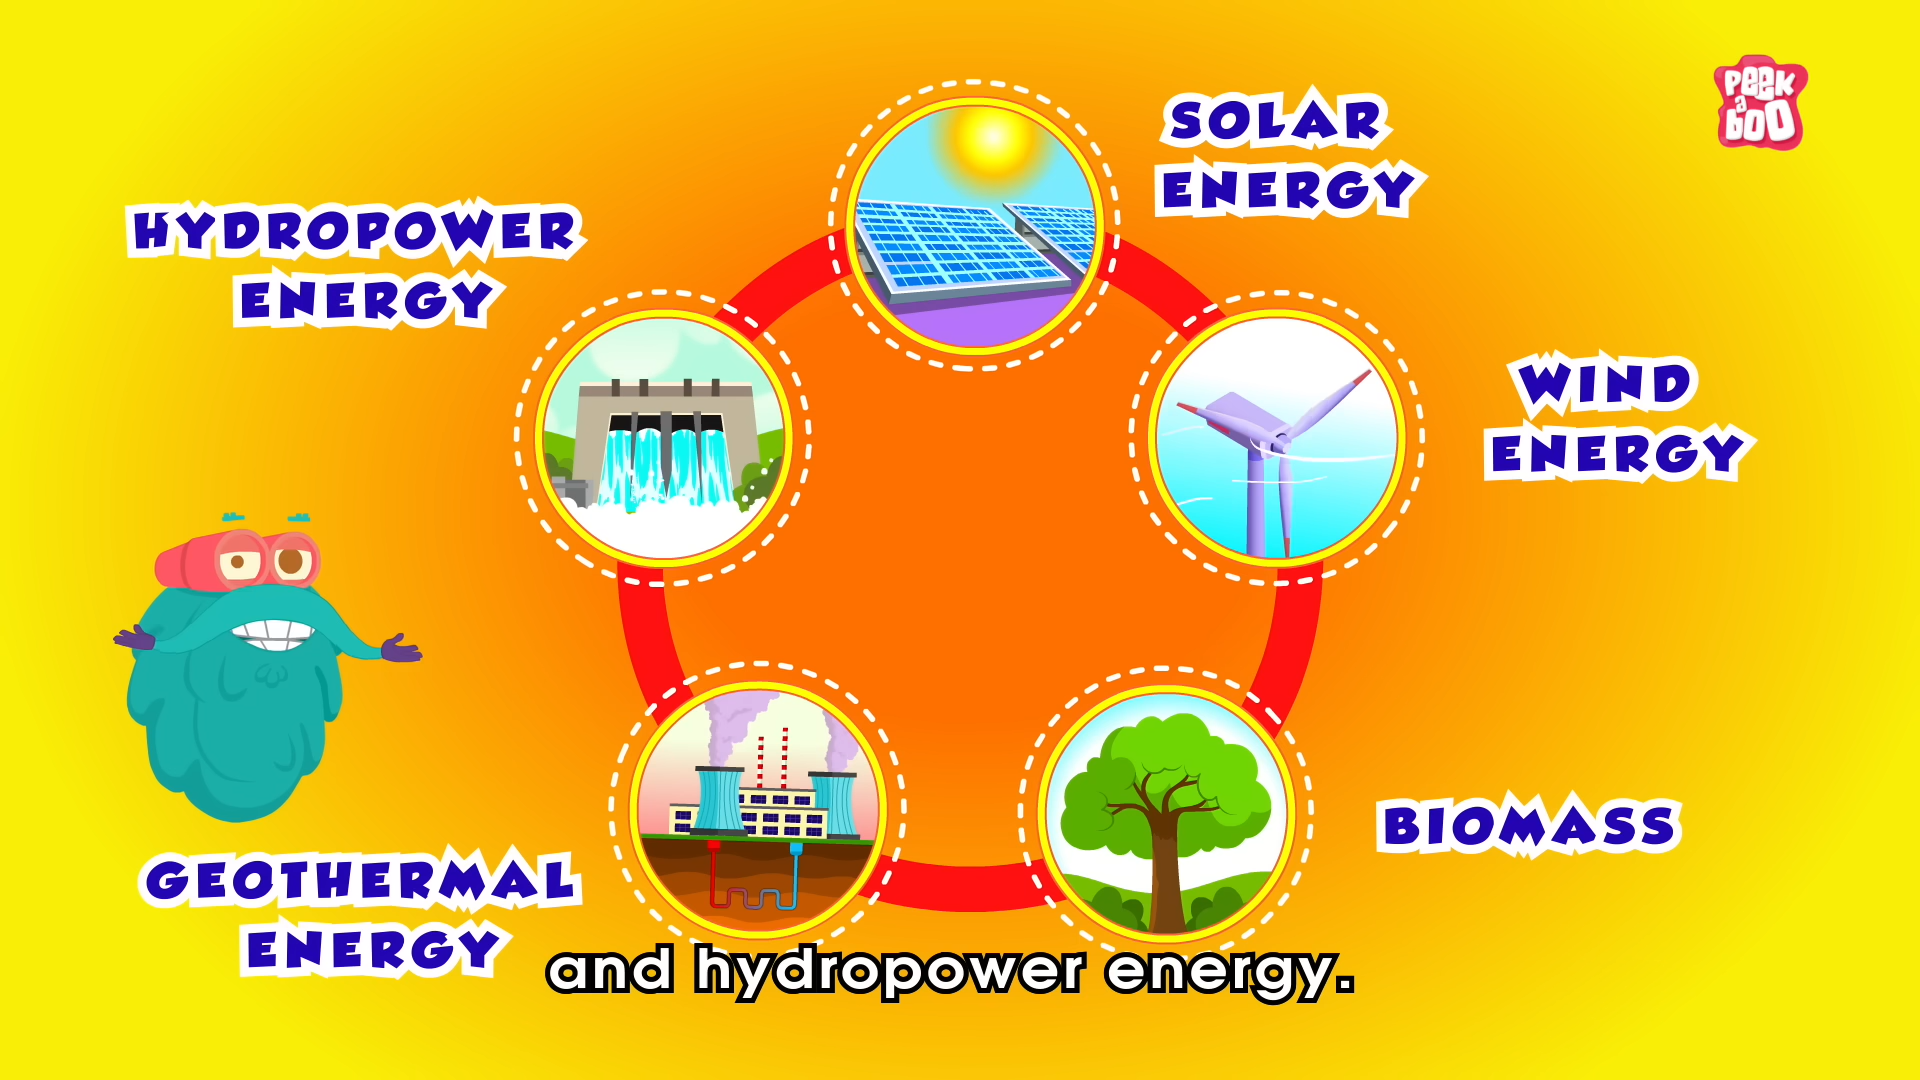 SOLAR
ENERGY
PEEK
a
boo
HYDROPOWER
ENERGY
WIND
ENERGY
BIOMASS
GEOTHERMAL
ENERGY
and hydropower energy.